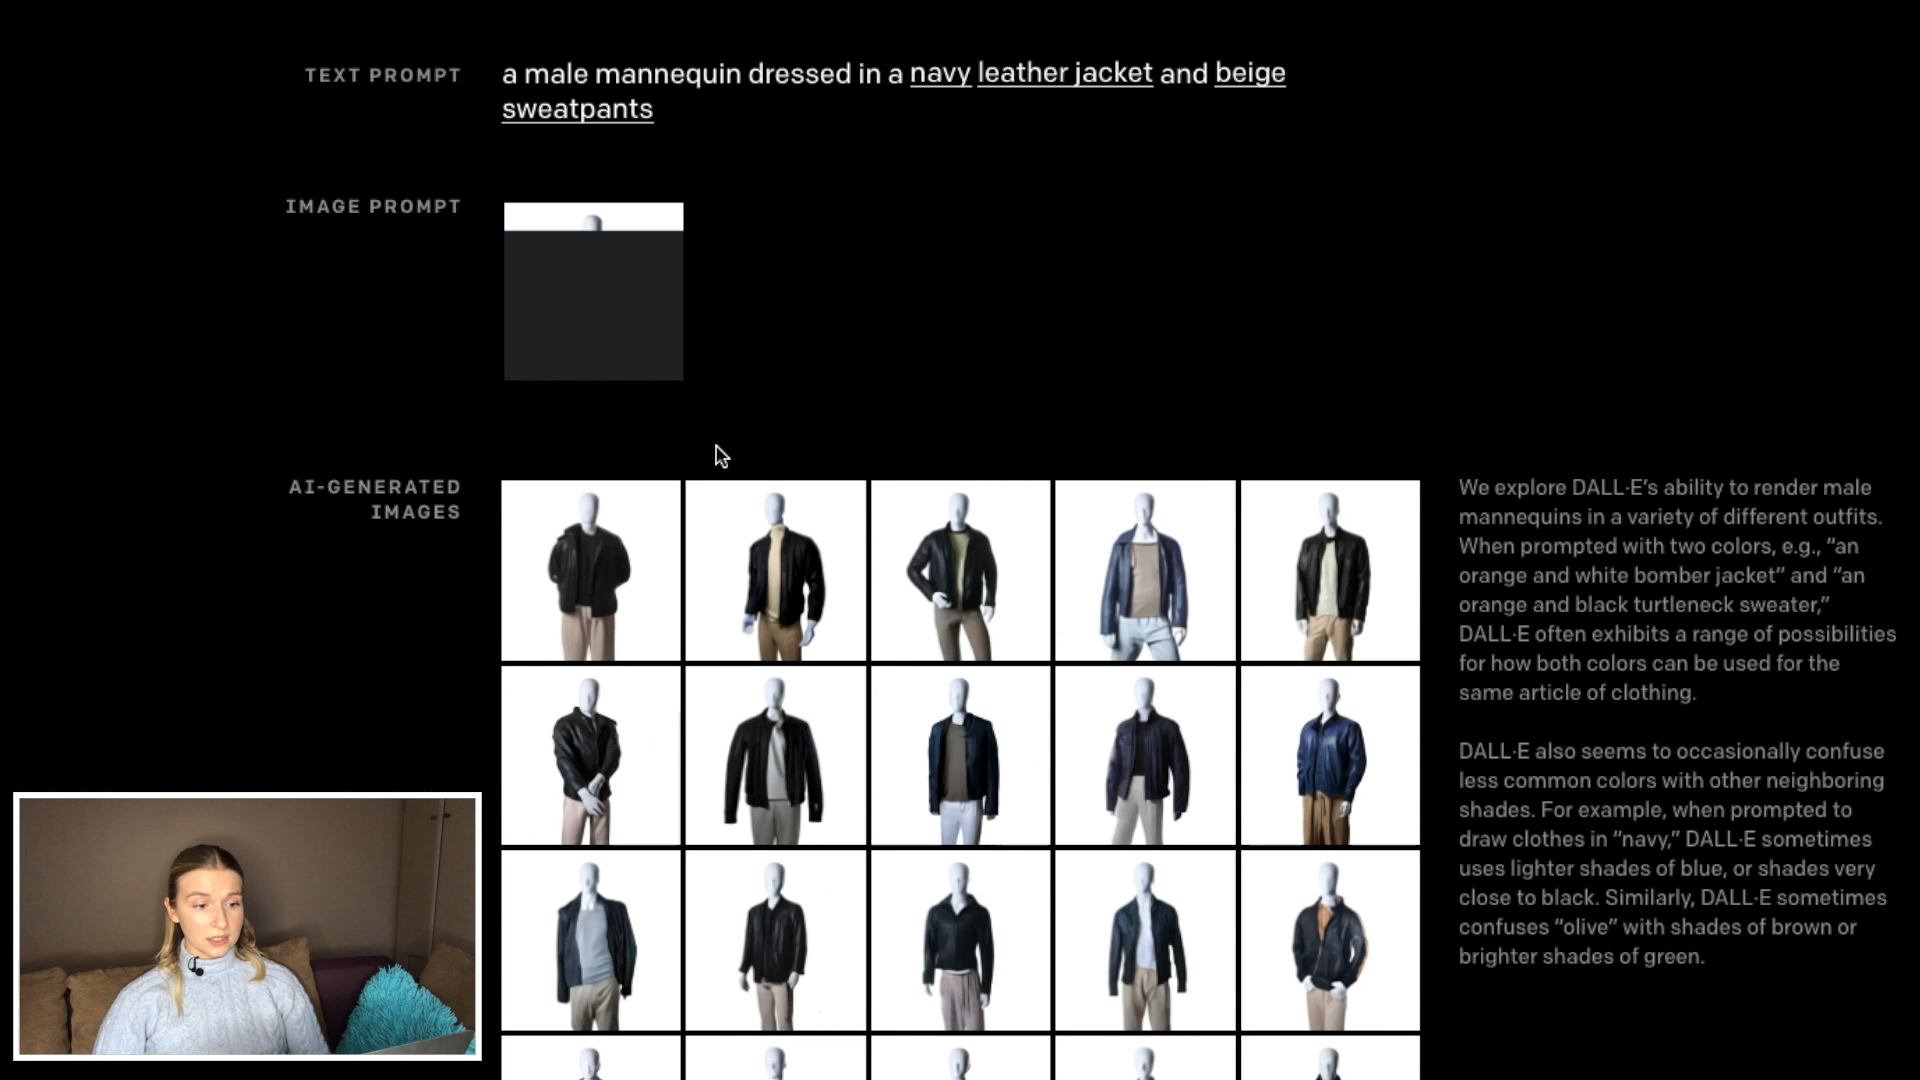 TEXT PROMPT
a male mannequin dressed in a navy leather jacket and beige
sweatpants
IMAGE PROMPT
AI-GENERATED
IMAGES
We explore DALL·E’s ability to render male
mannequins in a variety of different outfits.
When prompted with two colors, e.g., “an
orange and white bomber jacket” and “an
orange and black turtleneck sweater,”
DALL·E often exhibits a range of possibilities
for how both colors can be used for the
same article of clothing.
DALL·E also seems to occasionally confuse
less common colors with other neighboring
shades. For example, when prompted to
draw clothes in “navy,” DALL·E sometimes
uses lighter shades of blue, or shades very
close to black. Similarly, DALL·E sometimes
confuses “olive” with shades of brown or
brighter shades of green.